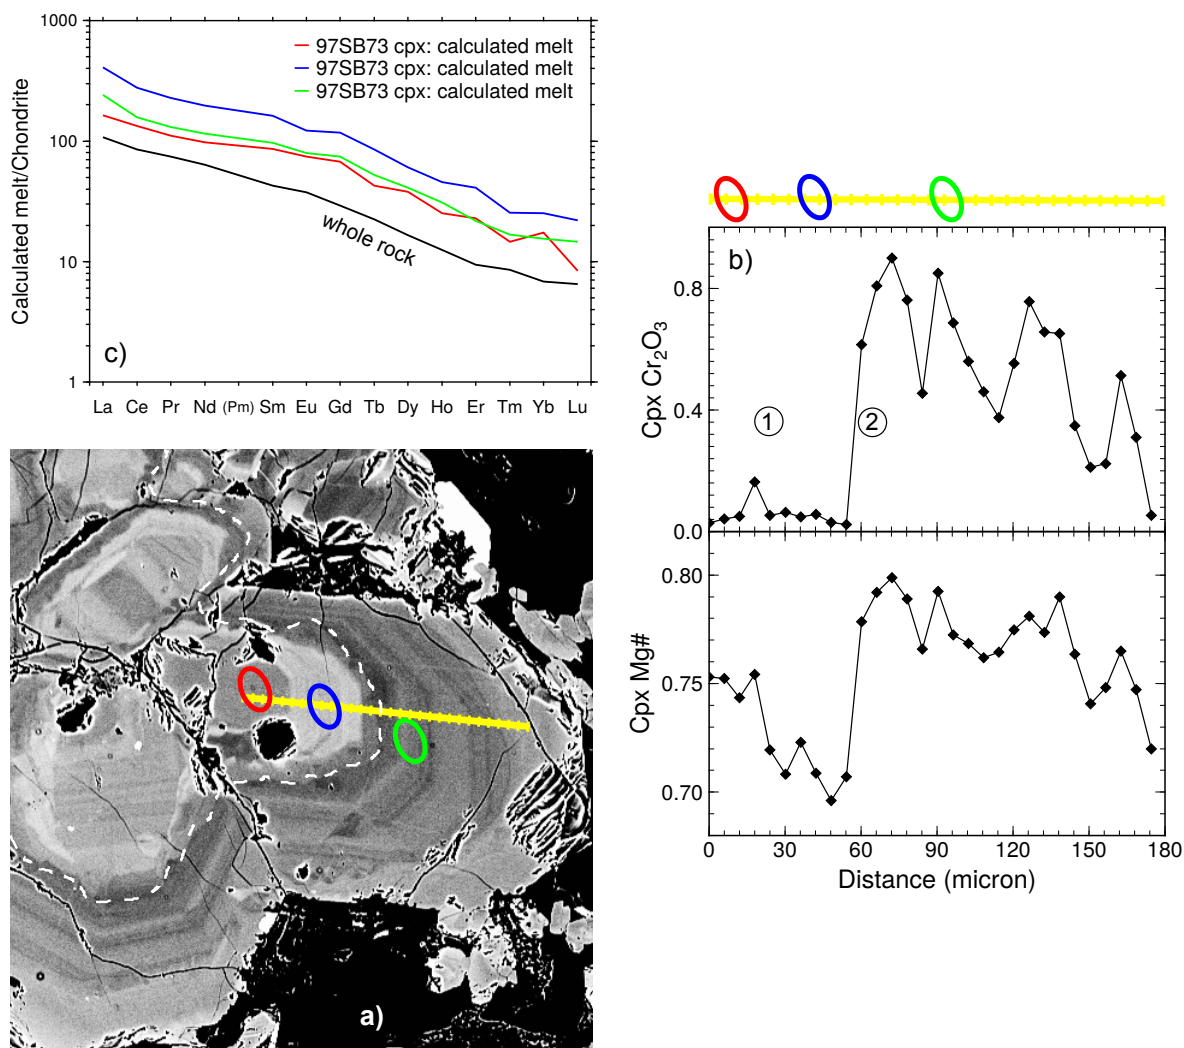 1000
100
10
1
Calculated melt/Chondrite
97SB73 cpx: calculated melt
97SB73 cpx: calculated melt
97SB73 cpx: calculated melt
whole rock
c)
La Ce Pr Nd (Pm) Sm Eu Gd Tb Dy Ho Er Tm Yb Lu
a)
b)
Cpx Cr2O3
0.8
0.4
0.0
1
2
Cpx Mg#
0.80
0.75
0.70
0 30 60 90 120 150 180
Distance (micron)